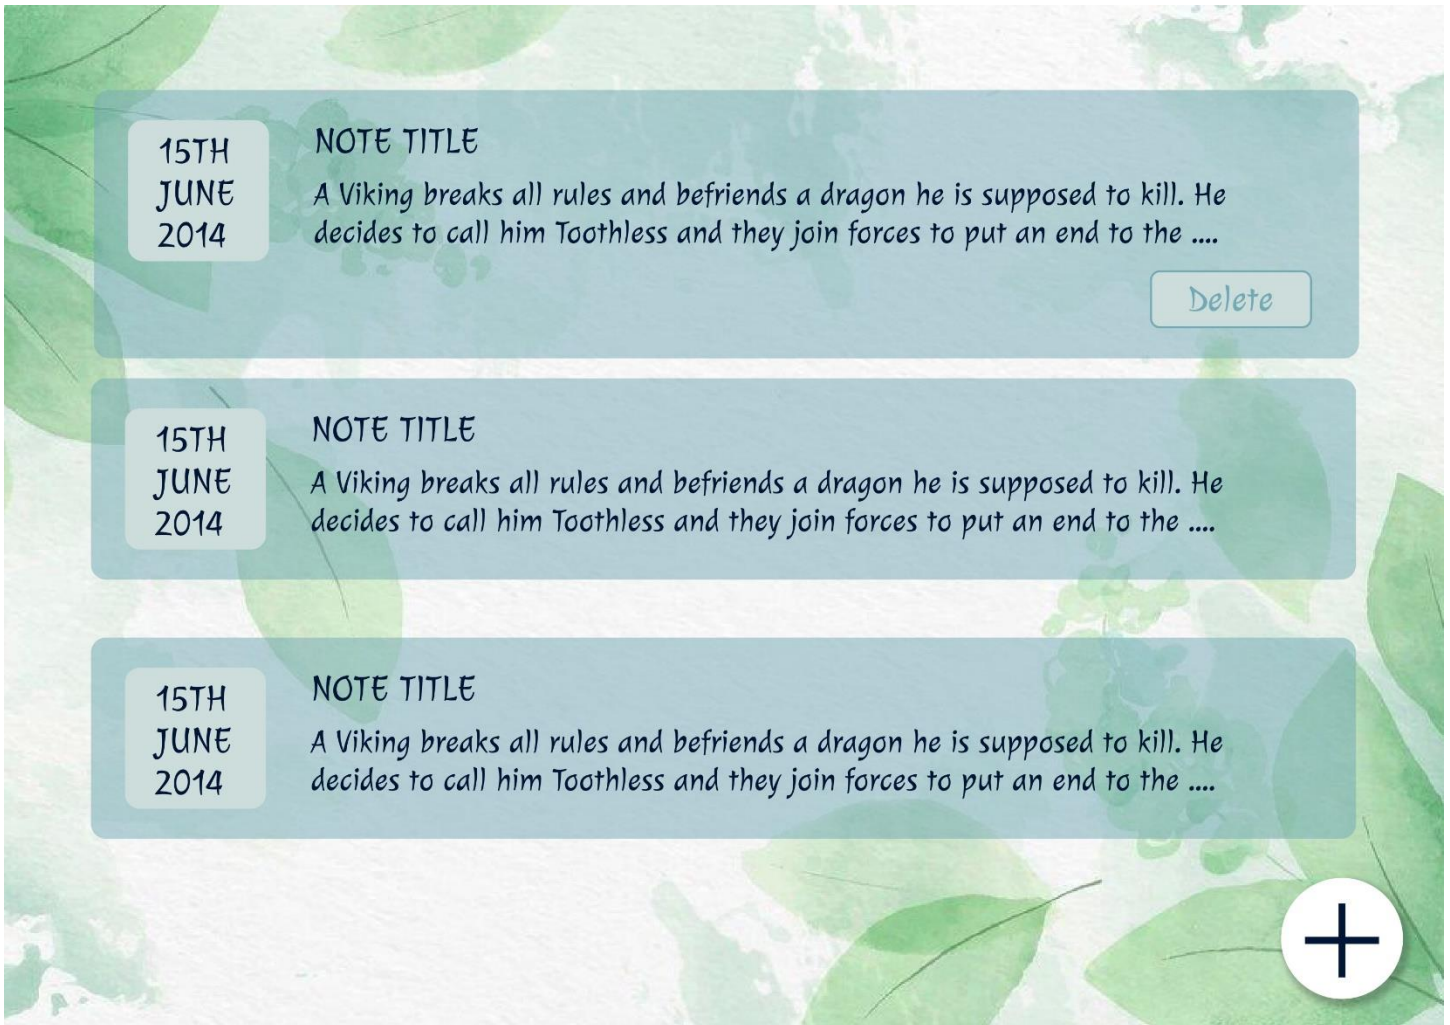 15TH
JUNE
2014
NOTE TITLE
A Viking breaks all rules and befriends a dragon he is supposed to kill. He
decides to call him Toothless and they join forces to put an end to the ....
Delete
15TH
JUNE
2014
NOTE TITLE
A Viking breaks all rules and befriends a dragon he is supposed to kill. He
decides to call him Toothless and they join forces to put an end to the ....
15TH
JUNE
2014
NOTE TITLE
A Viking breaks all rules and befriends a dragon he is supposed to kill. He
decides to call him Toothless and they join forces to put an end to the ....